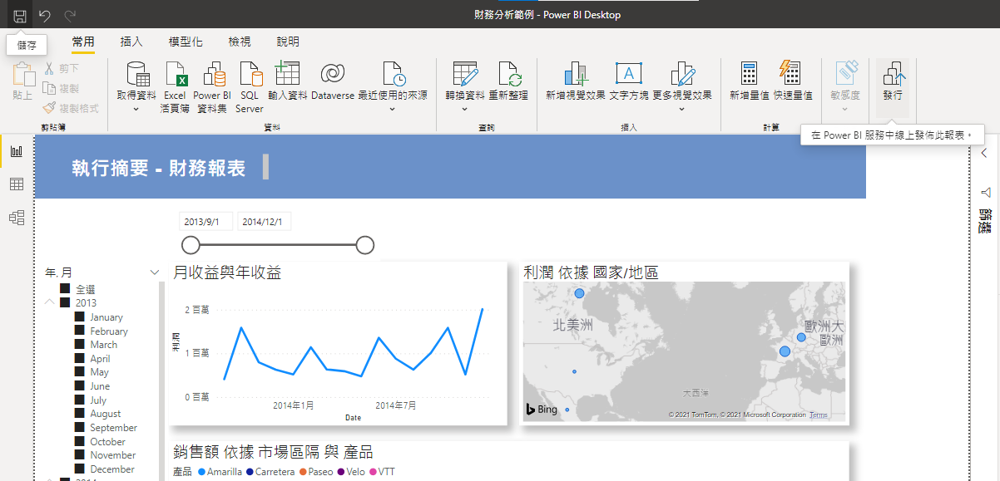 財務分析範例 - Power BI Desktop
儲存
常用 插入 模型化 檢視 說明
貼上
剪下
複製
複製格式
剪貼簿
取得資料
Excel 活頁簿
Power BI 資料集
SQL Server
輸入資料
Dataverse
最近使用的來源
資料
轉換資料
重新整理
查詢
新增視覺效果
文字方塊
更多視覺效果
插入
新增量值
快速量值
計算
敏感度
發行
在 Power BI 服務中線上發佈此報表。
執行摘要 - 財務報表
篩選
2013/9/1 2014/12/1
年, 月
全選
2013
January
February
March
April
May
June
July
August
September
October
November
December
2014
月收益與年收益
2 百萬
1 百萬
0 百萬
2014年1月 2014年7月
Date
利潤 依據 國家/地區
北美洲
歐洲大
歐洲
大西洋
Bing
© 2021 TomTom, © 2021 Microsoft Corporation Terms
銷售額 依據 市場區隔 與 產品
產品 Amarilla Carretera Paseo Velo VTT